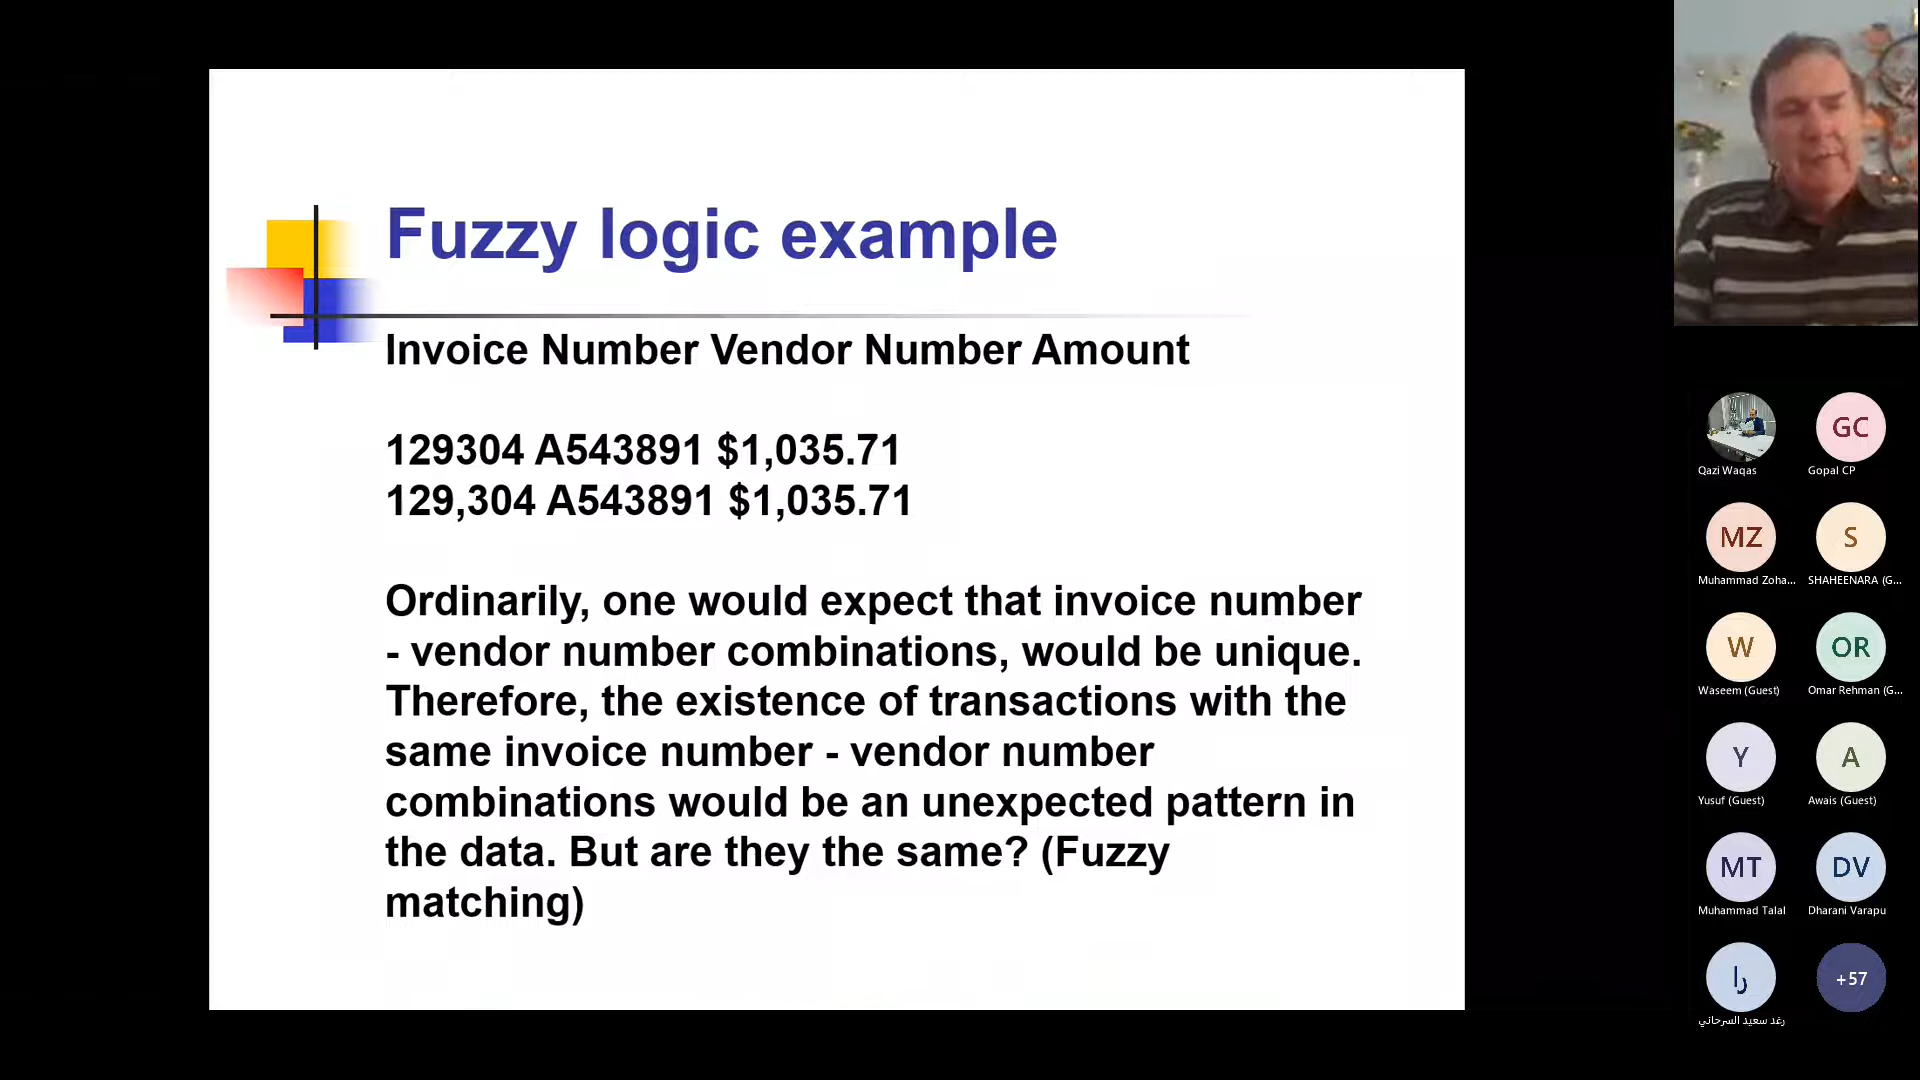 Fuzzy logic example
Invoice Number Vendor Number Amount
129304 A543891 $1,035.71
129,304 A543891 $1,035.71
Ordinarily, one would expect that invoice number
- vendor number combinations, would be unique.
Therefore, the existence of transactions with the
same invoice number - vendor number
combinations would be an unexpected pattern in
the data. But are they the same? (Fuzzy
matching)
GC
Qazi Waqas
Gopal CP
MZ
S
Muhammad Zoha...
SHAHEENARA (G...
W
OR
Waseem (Guest)
Omar Rehman (G...
Y
A
Yusuf (Guest)
Awais (Guest)
MT
DV
Muhammad Talal
Dharani Varapu
را
+57
رغد سعيد السرحاني